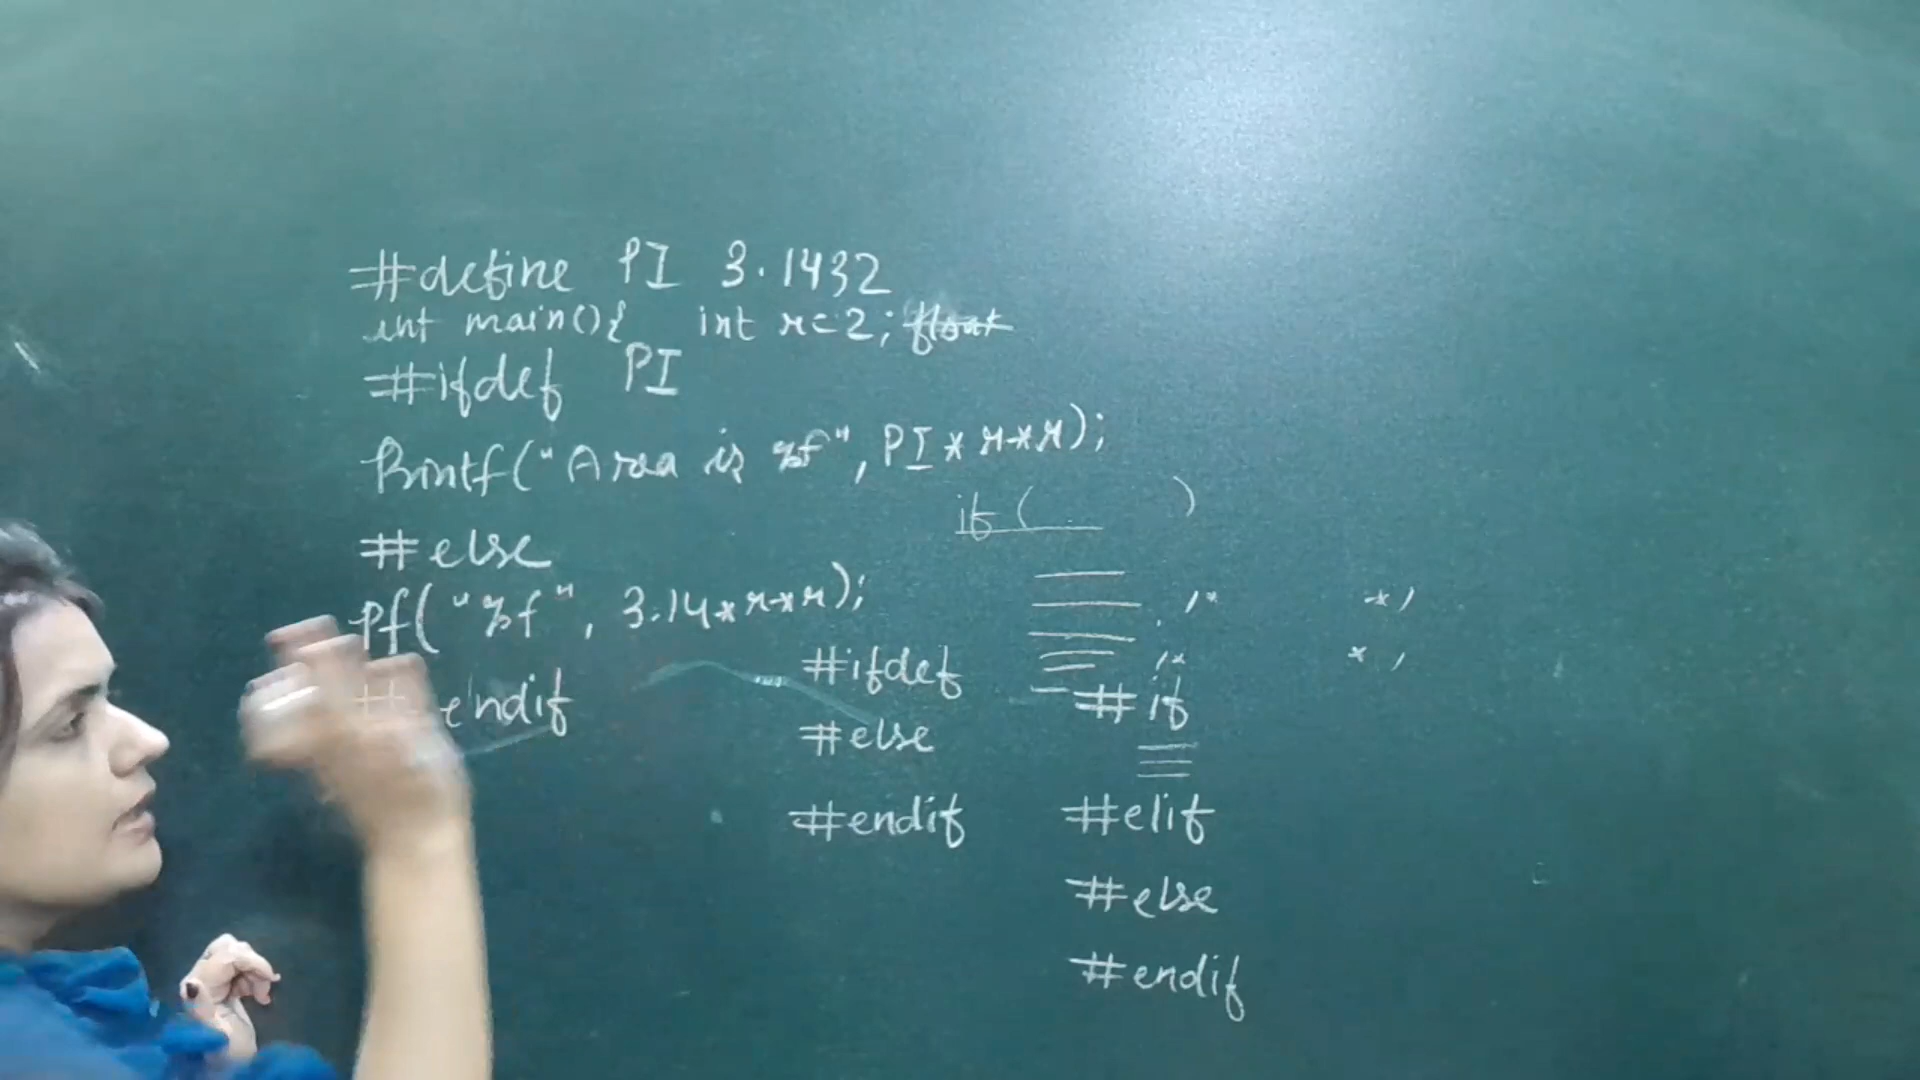 #define PI 3.1432
int main(){ int r=2; float
#ifdef PI
Printf("Area is %f", PI*r*r);
if ( )
#else
pf("%f", 3.14*r*r);
/* */
/* */
# endif
#ifdef
#else
#endif
#if
#elif
#else
#endif